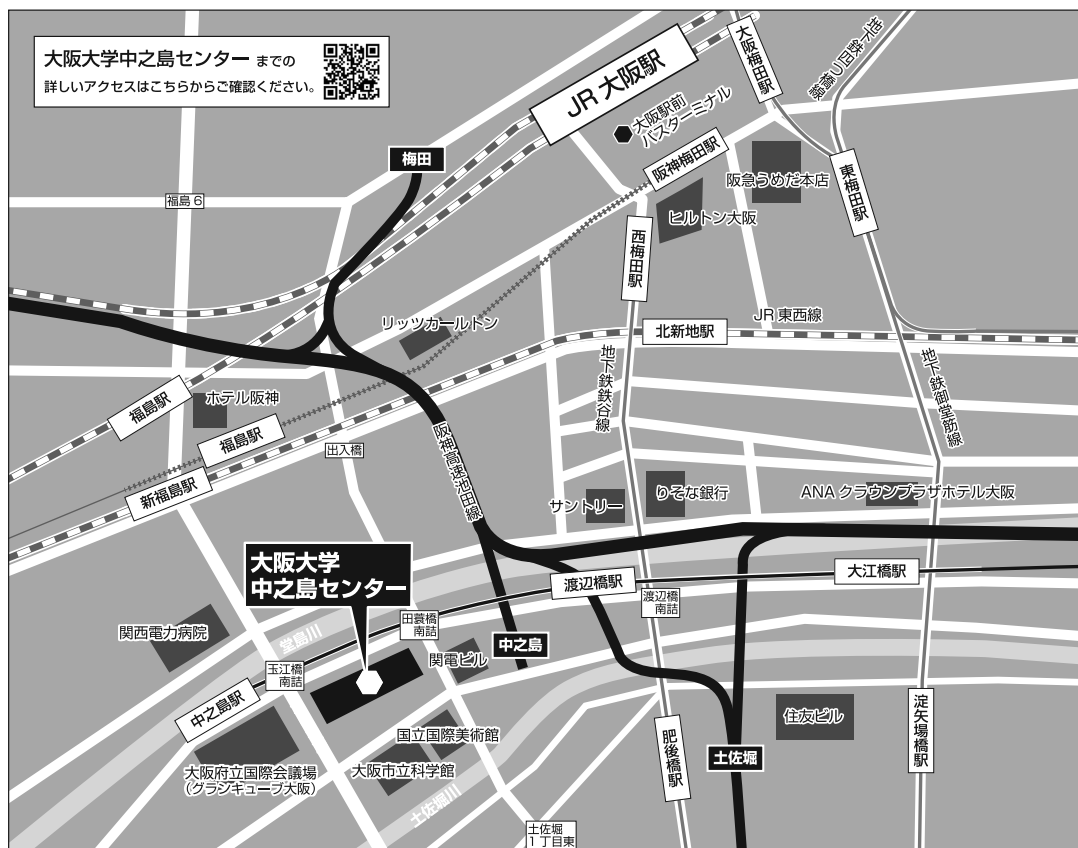 大阪大学中之島センター までの
詳しいアクセスはこちらからご確認ください。
JR 大阪駅
大阪梅田駅
地下鉄四つ橋線
大阪駅前
バスターミナル
梅田
阪神梅田駅
阪急うめだ本店
東梅田駅
福島6
ヒルトン大阪
西梅田駅
リッツカールトン
北新地駅
JR 東西線
地下鉄鉄谷線
地下鉄御堂筋線
福島駅
ホテル阪神
福島駅
出入橋
阪神高速池田線
新福島駅
サントリー
りそな銀行
ANA クラウンプラザホテル大阪
大阪大学
中之島センター
渡辺橋駅
大江橋駅
渡辺橋
南詰
田蓑橋
南詰
関西電力病院
堂島川
中之島
関電ビル
玉江橋
南詰
中之島駅
国立国際美術館
大阪市立科学館
大阪府立国際会議場
（グランキューブ大阪）
土佐堀川
肥後橋駅
土佐堀
住友ビル
淀矢場橋駅
土佐堀
1丁目東